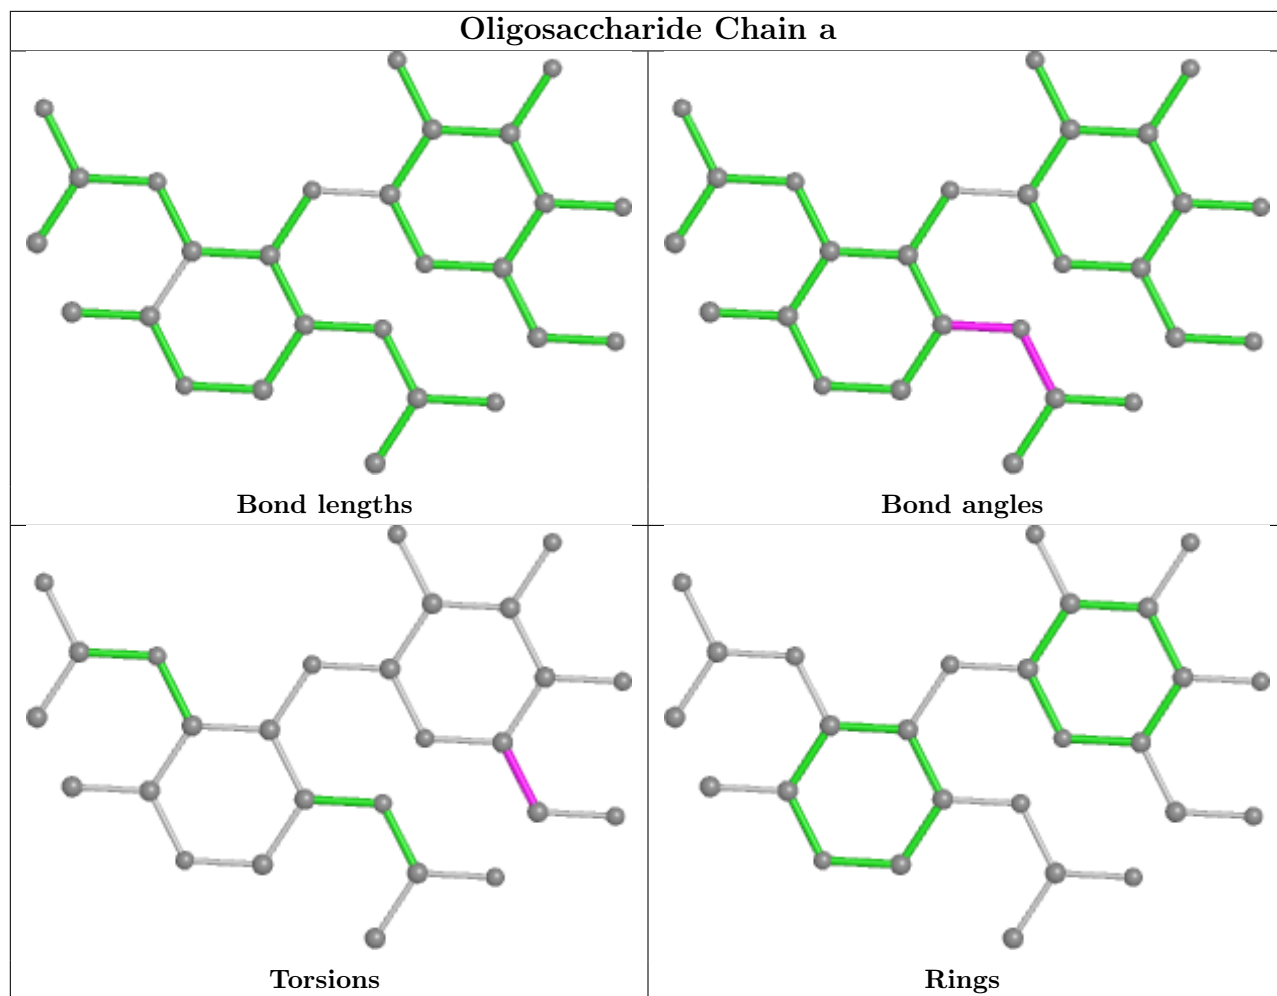 Oligosaccharide Chain a
Bond lengths
Bond angles
Torsions
Rings